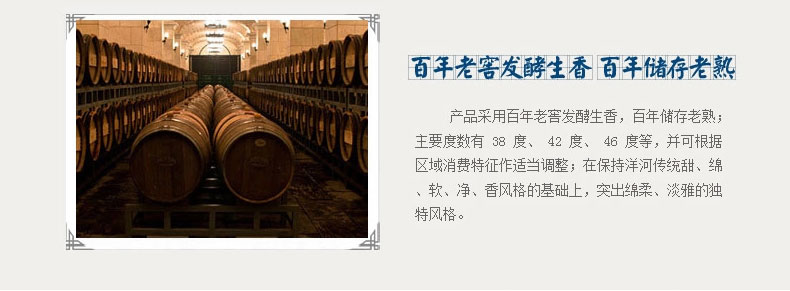 百年老窖发酵生香 百年储存老熟
产品采用百年老窖发酵生香，百年储存老熟；
主要度数有 38 度、 42 度、 46 度等，并可根据
区域消费特征作适当调整；在保持洋河传统甜、绵
、软、净、香风格的基础上，突出绵柔、淡雅的独
特风格。